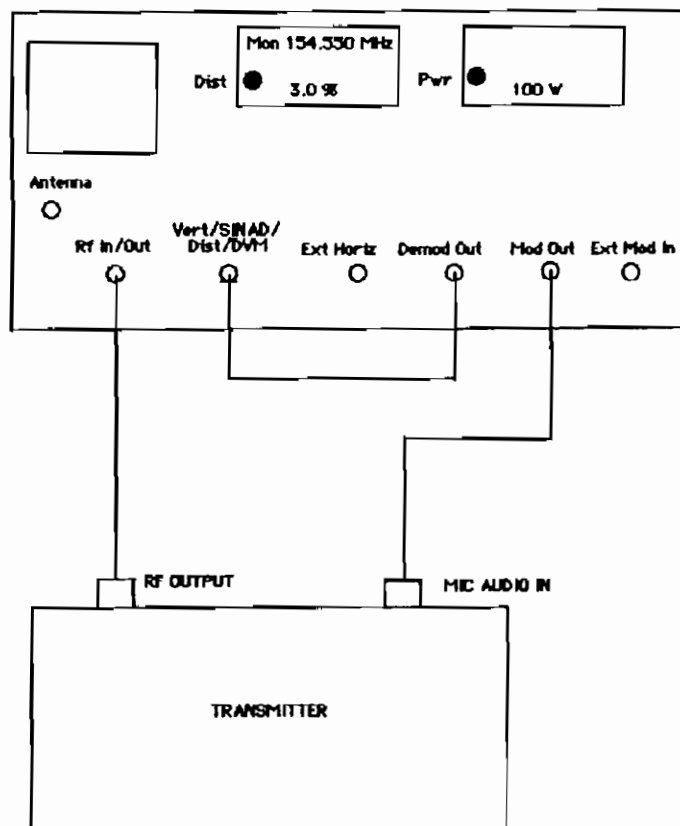 Mon 154.550 MHz
Dist
3.0 %
Pwr
100 W
Antenna
Rf In/Out
Vert/SINAD/
Dist/DVM
Ext Horiz
Demod Out
Mod Out
Ext Mod In
RF OUTPUT
MIC AUDIO IN
TRANSMITTER